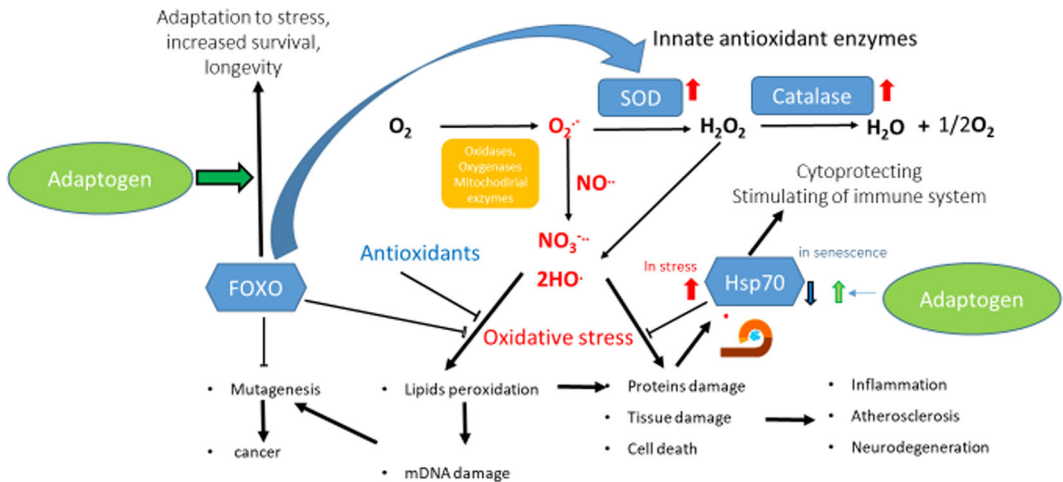 Adaptation to stress,
increased survival,
longevity
Innate antioxidant enzymes
SOD
Catalase
O₂
O₂⁻·
H₂O₂
H₂O + 1/2O₂
Oxidases,
Oxygenases
Mitochodirial
enzymes
NO··
Adaptogen
Cytoprotecting
Stimulating of immune system
NO₃⁻··
2HO·
Antioxidants
FOXO
In stress
Hsp70
in senescence
Adaptogen
Oxidative stress
• Mutagenesis
• cancer
• Lipids peroxidation
• mDNA damage
• Proteins damage
• Tissue damage
• Cell death
• Inflammation
• Atherosclerosis
• Neurodegeneration